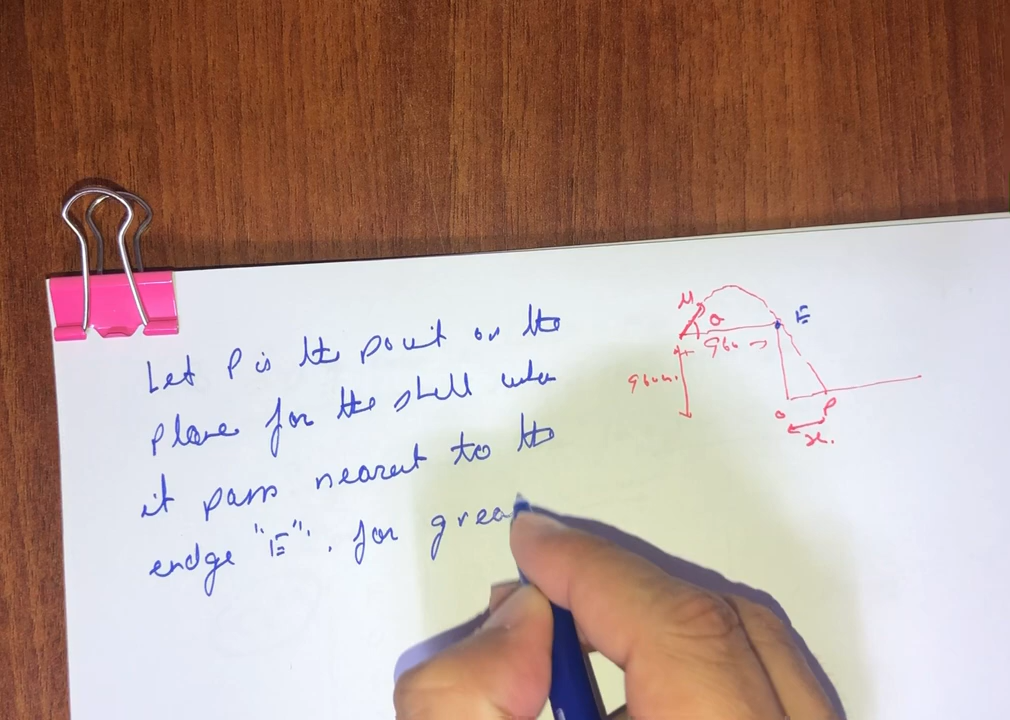 Let P is the point on the
plane for the shell when
it pass nearest to the
endge "E". for grea
M
θ
E
960
960 m.
o
P
x.